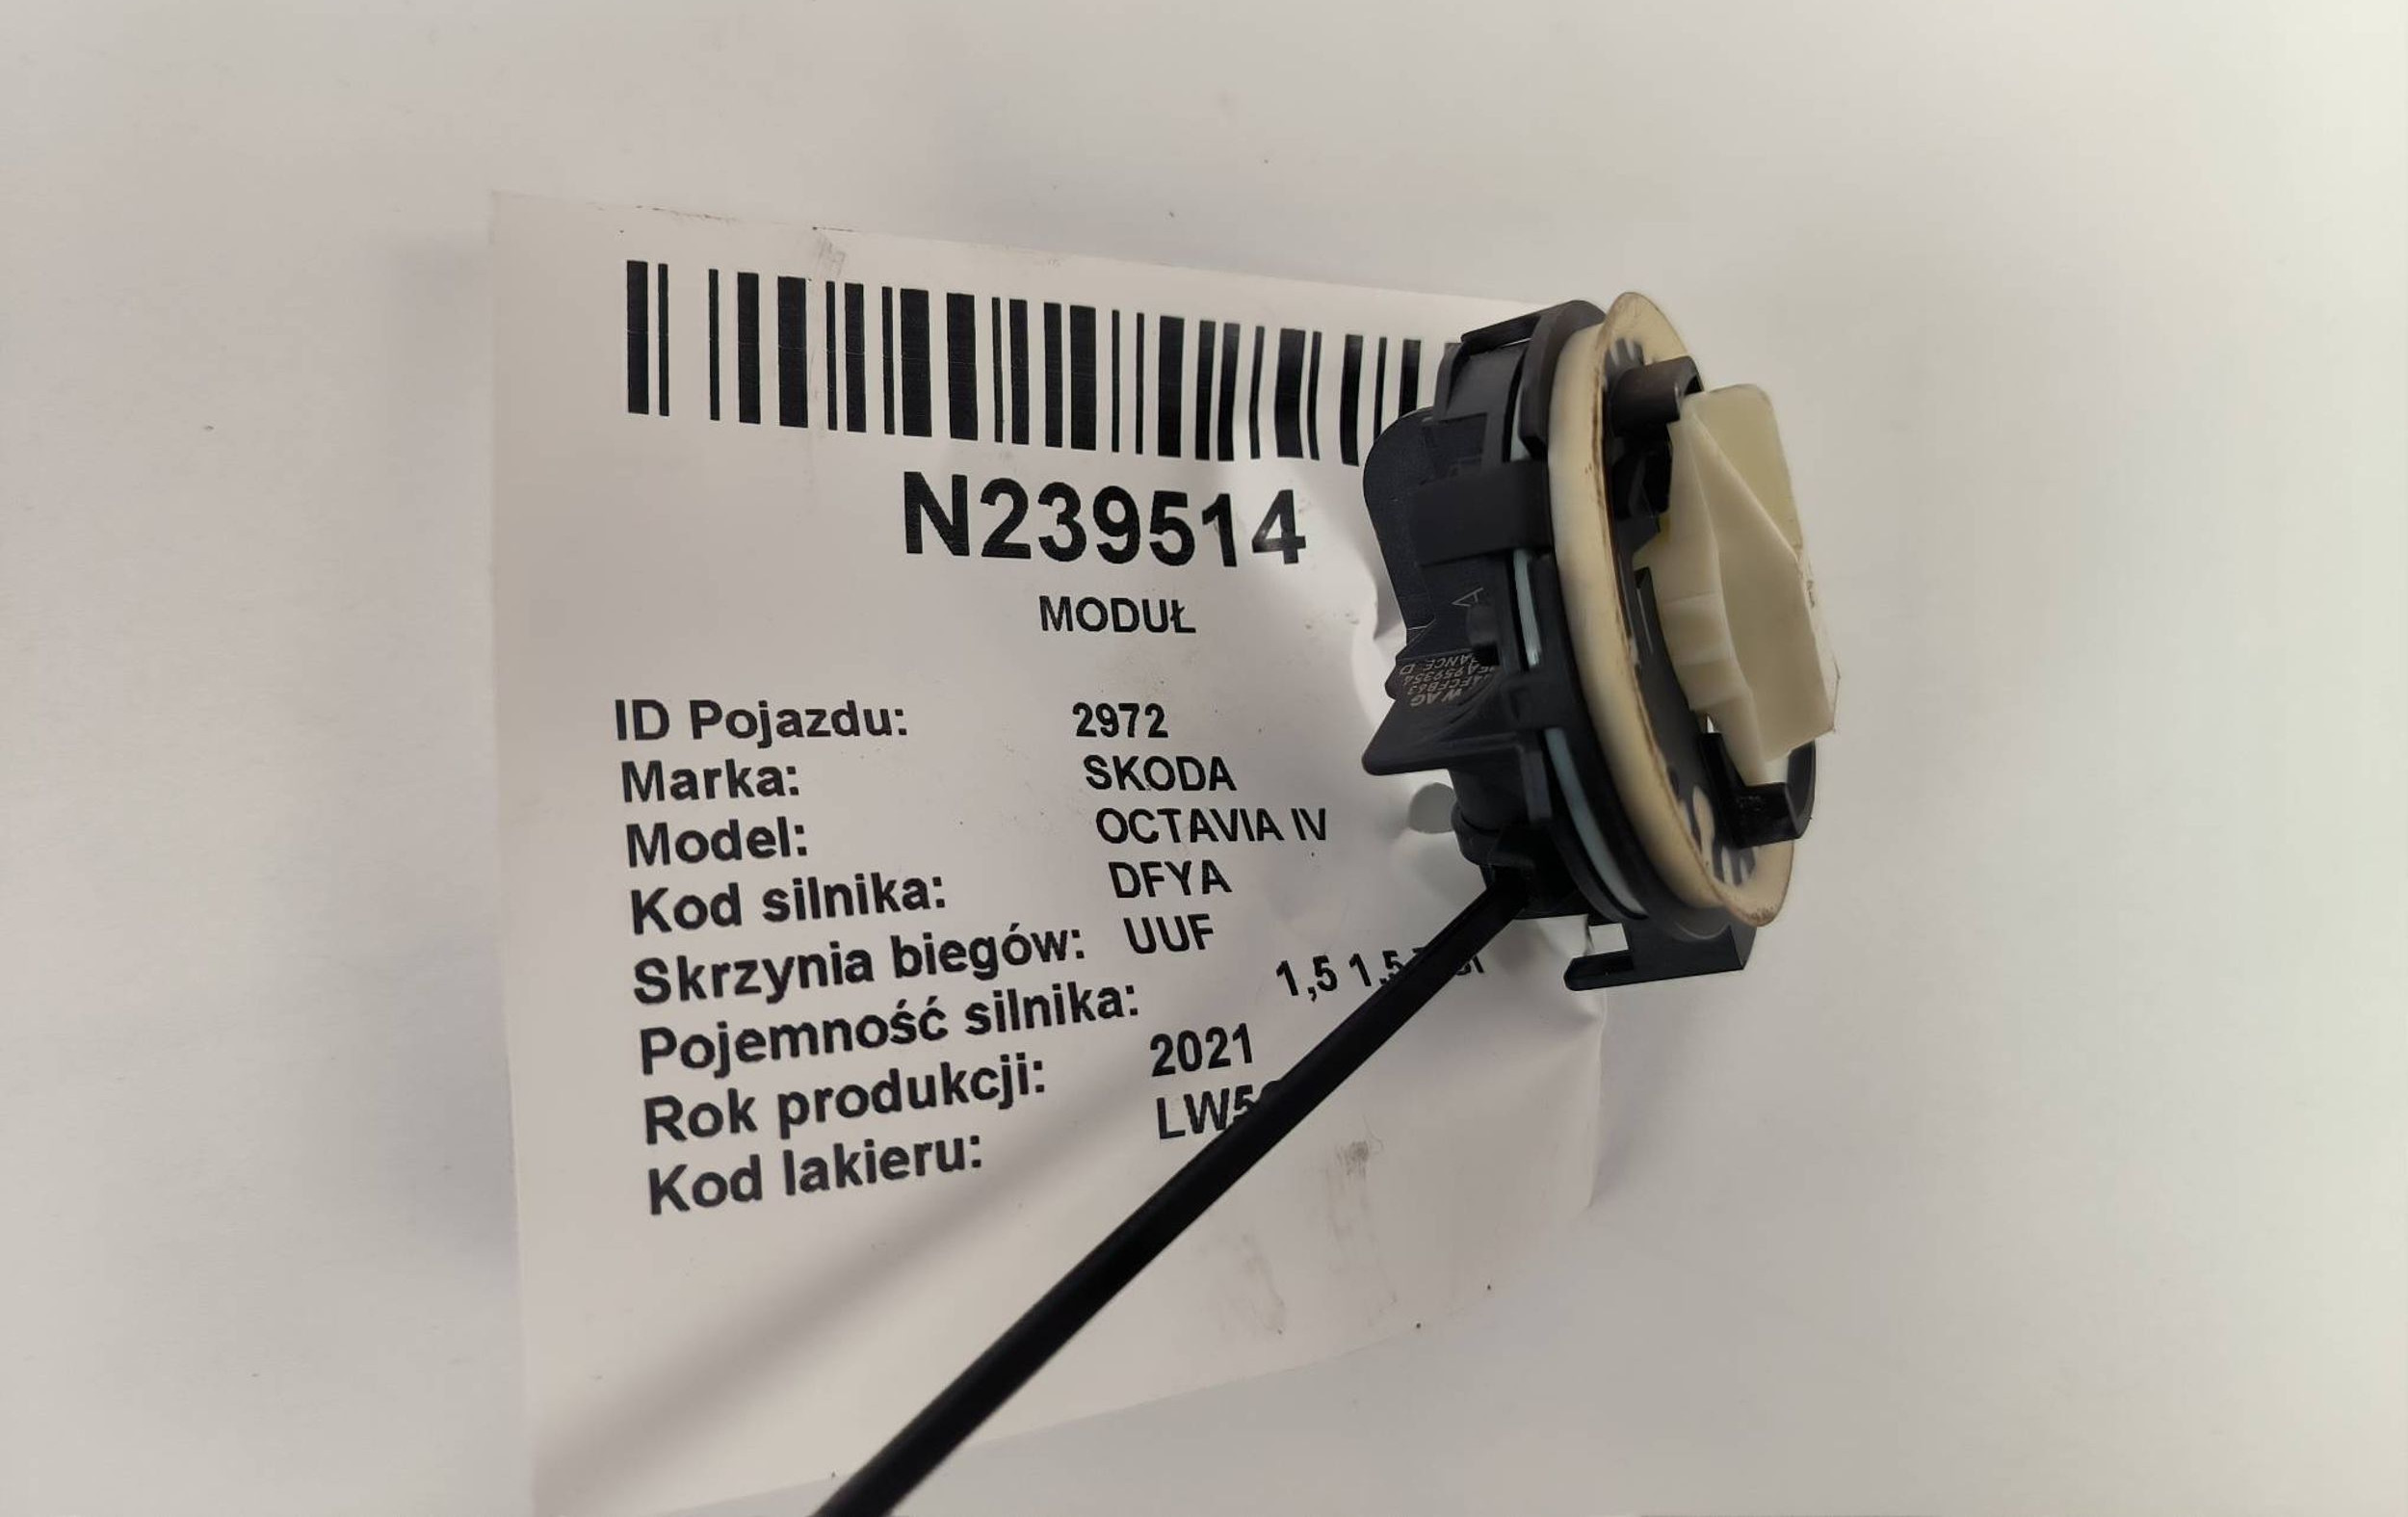 N239514
MODUŁ
ID Pojazdu: 2972
Marka: SKODA
Model: OCTAVIA IV
Kod silnika: DFYA
Skrzynia biegów: UUF
Pojemność silnika: 1,5
Rok produkcji: 2021
Kod lakieru:
A